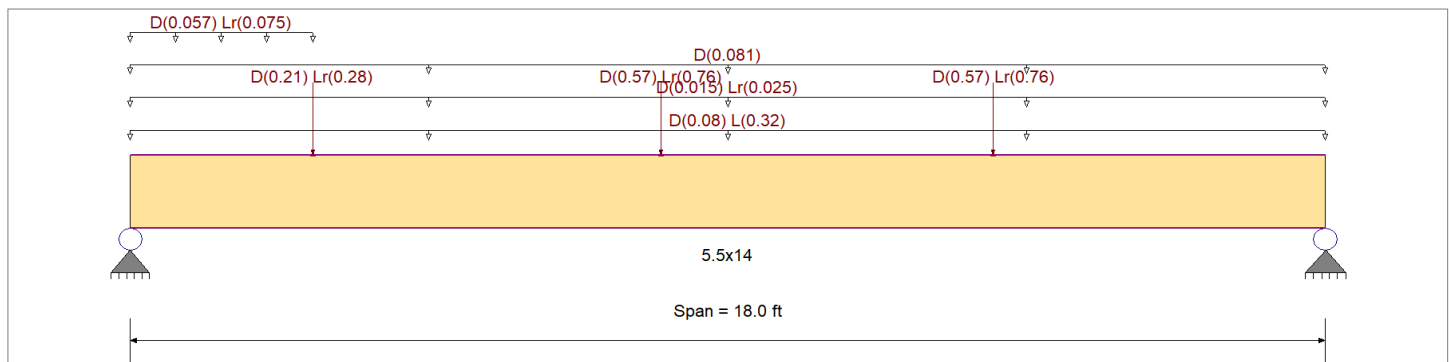 D(0.057) Lr(0.075)
D(0.081)
D(0.21) Lr(0.28)
D(0.57) Lr(0.76)
D(0.57) Lr(0.76)
D(0.015) Lr(0.025)
D(0.08) L(0.32)
5.5x14
Span = 18.0 ft